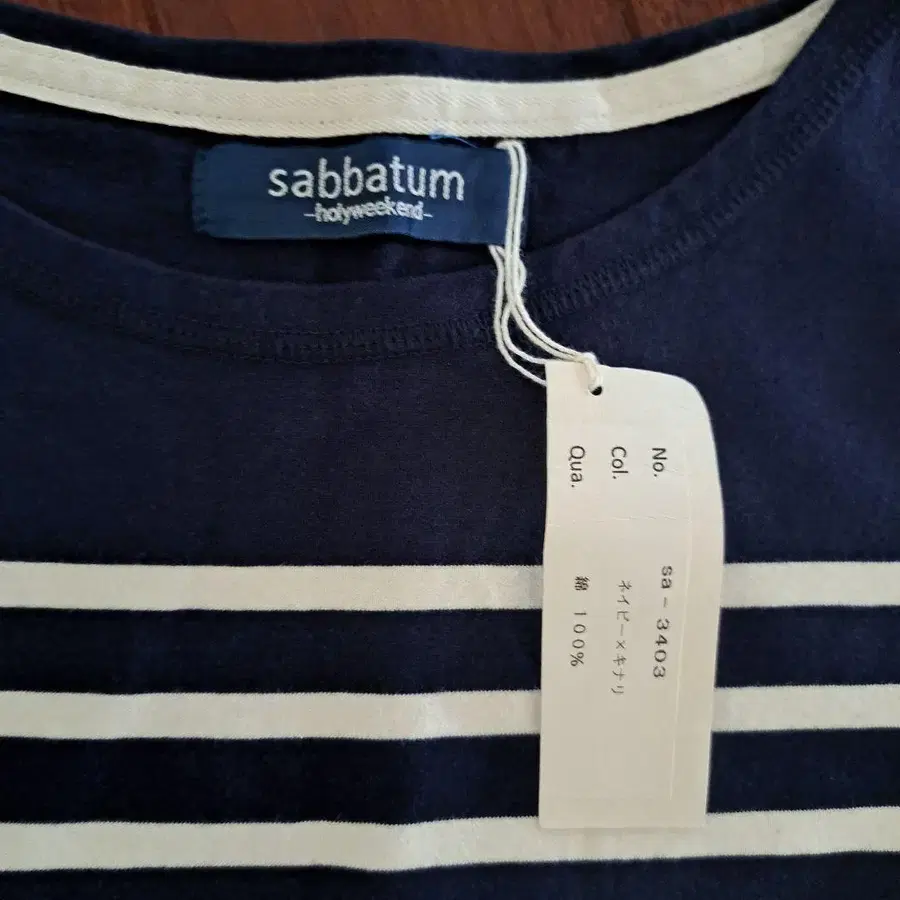 sabbatum
-holyweekend-
No. sa-3403
Col. ネイビー×キナリ
Qua. 綿 100%